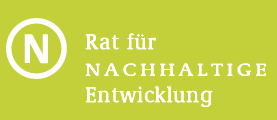 N
Rat für
NACHHALTIGE
Entwicklung